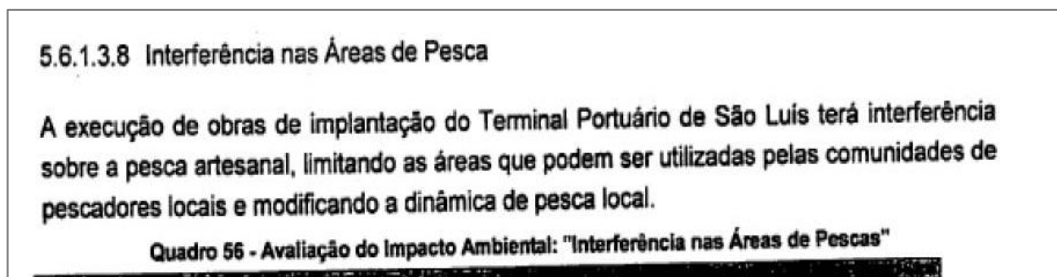 5.6.1.3.8 Interferência nas Áreas de Pesca
A execução de obras de implantação do Terminal Portuário de São Luís terá interferência
sobre a pesca artesanal, limitando as áreas que podem ser utilizadas pelas comunidades de
pescadores locais e modificando a dinâmica de pesca local.
Quadro 56 - Avaliação do Impacto Ambiental: "Interferência nas Áreas de Pescas"